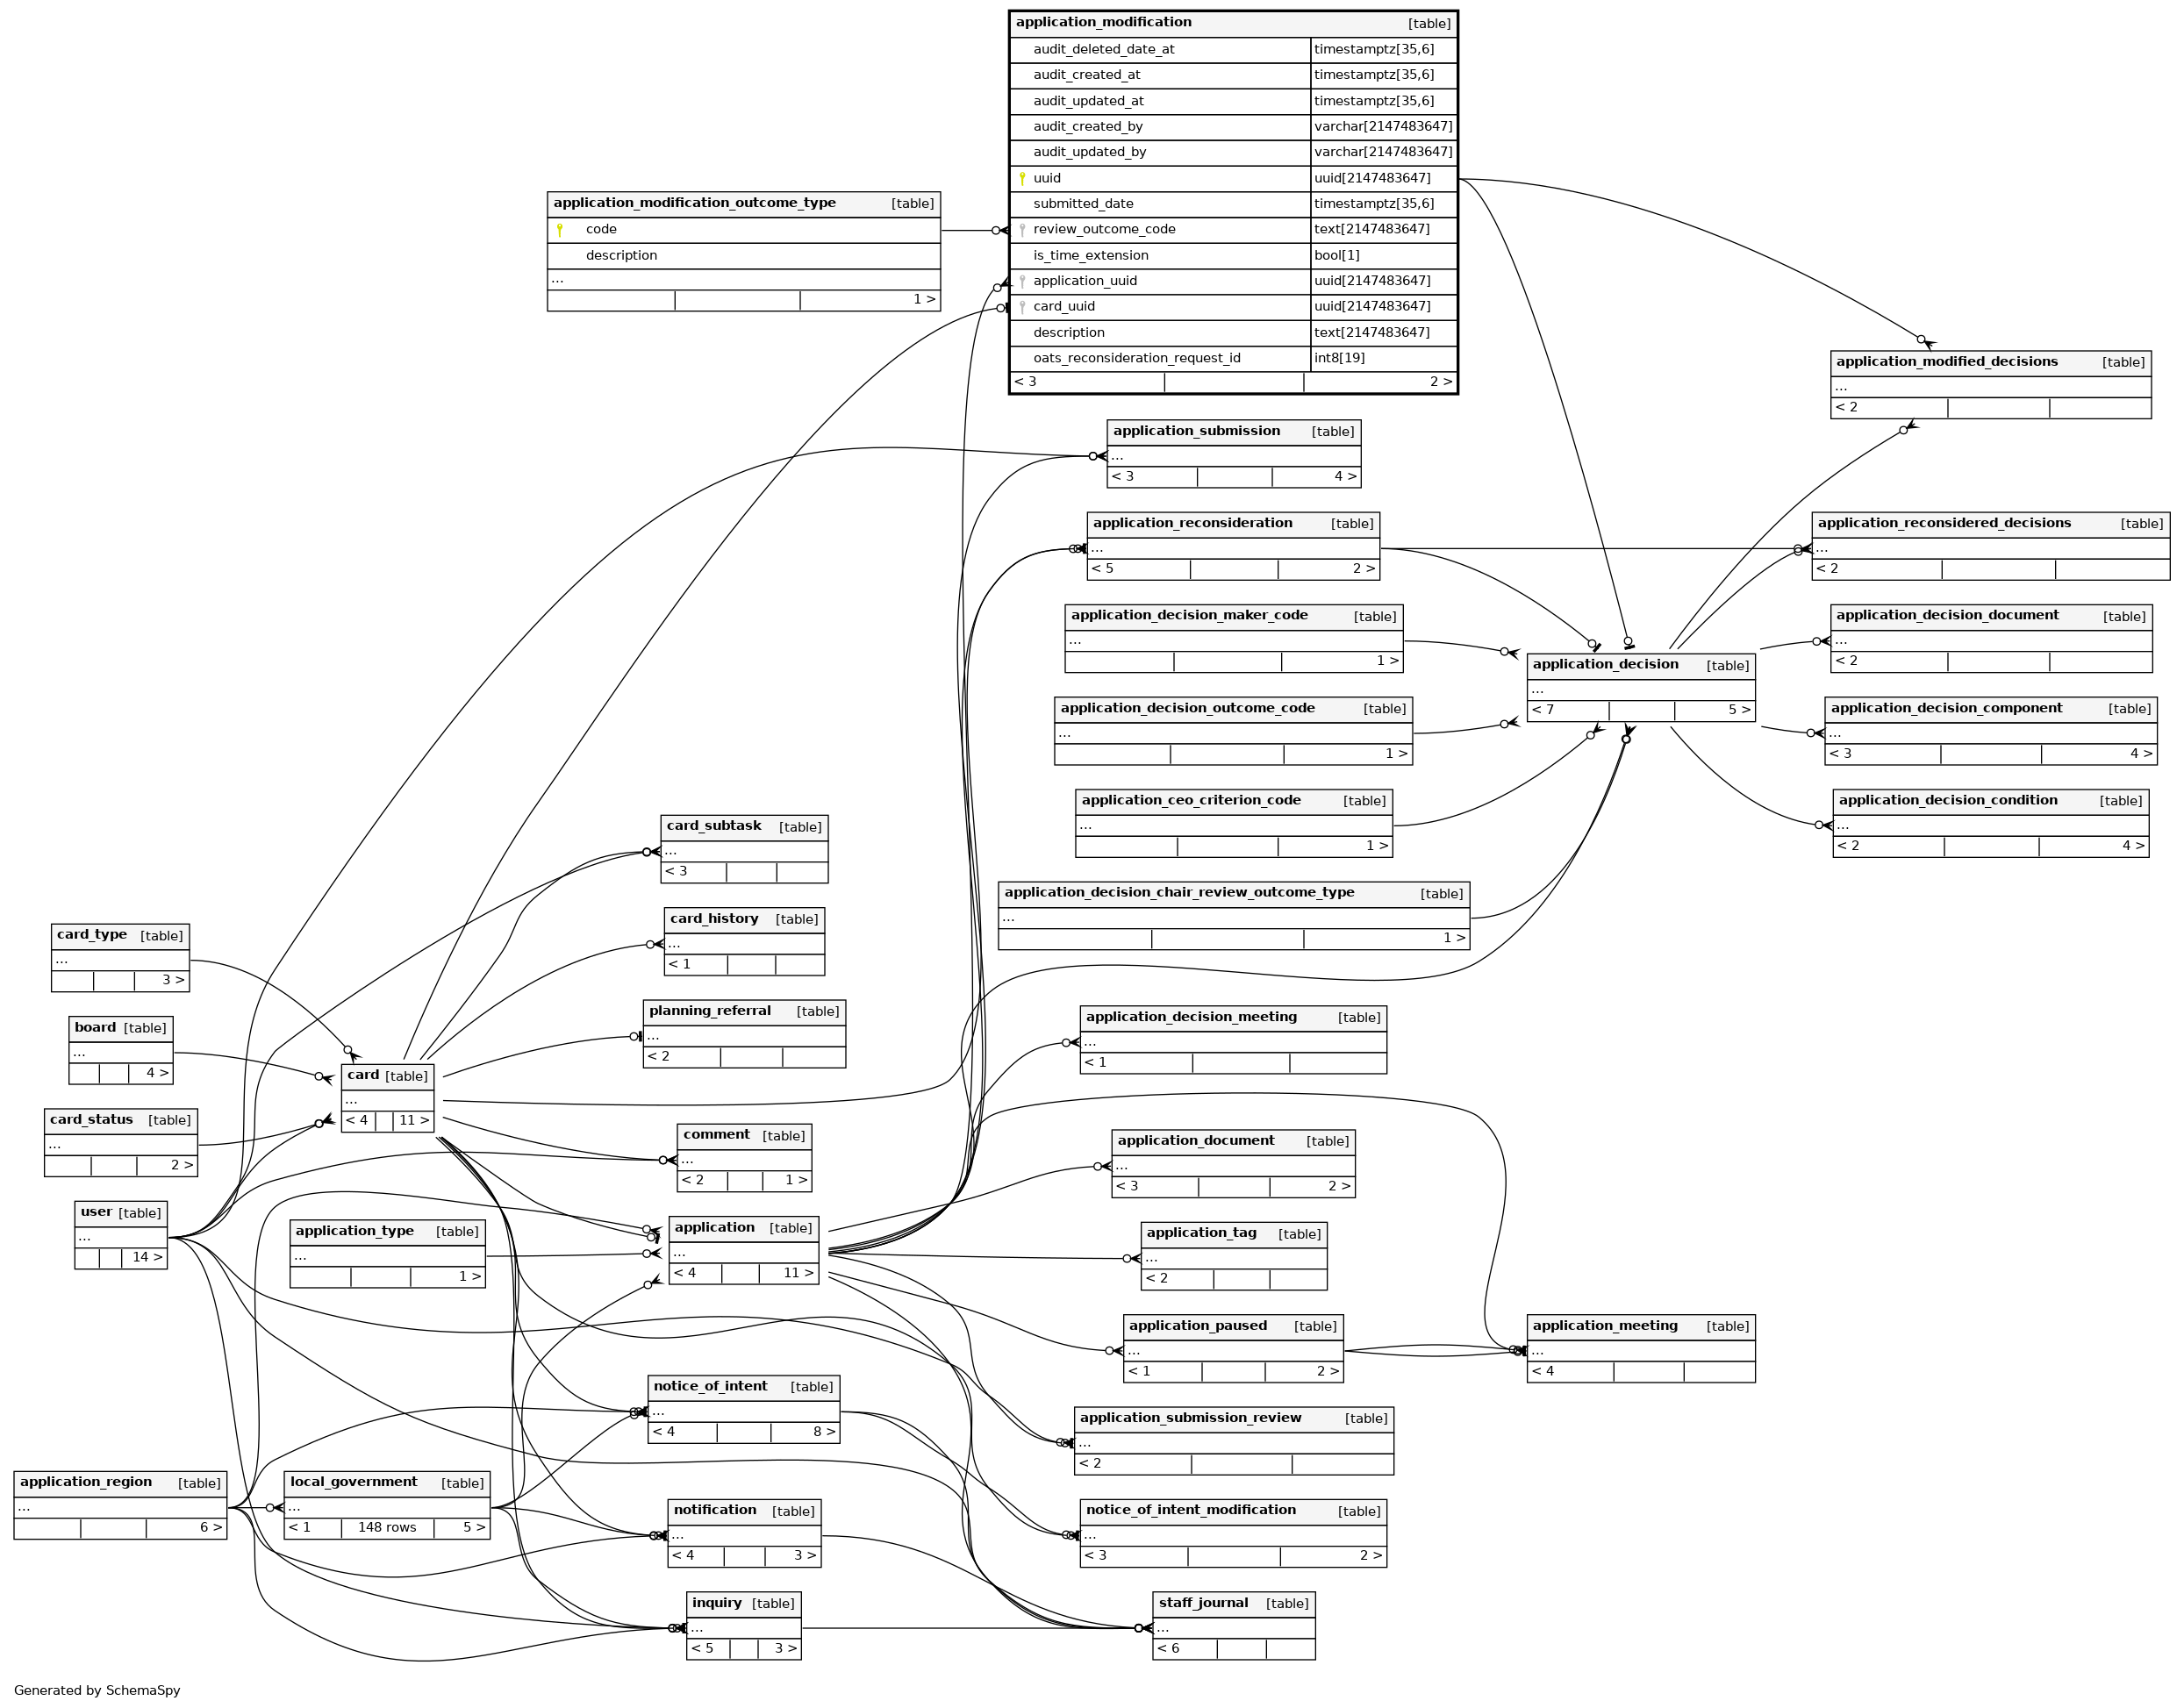 application_modification [table]
audit_deleted_date_at timestamptz[35,6]
audit_created_at timestamptz[35,6]
audit_updated_at timestamptz[35,6]
audit_created_by varchar[2147483647]
audit_updated_by varchar[2147483647]
uuid uuid[2147483647]
submitted_date timestamptz[35,6]
review_outcome_code text[2147483647]
is_time_extension bool[1]
application_uuid uuid[2147483647]
card_uuid uuid[2147483647]
description text[2147483647]
oats_reconsideration_request_id int8[19]
< 3 2 >
application_modification_outcome_type [table]
code
description
...
1 >
application_modified_decisions [table]
...
< 2
application_submission [table]
...
< 3 4 >
application_reconsideration [table]
...
< 5 2 >
application_reconsidered_decisions [table]
...
< 2
application_decision_maker_code [table]
...
1 >
application_decision [table]
...
< 7 5 >
application_decision_document [table]
...
< 2
application_decision_outcome_code [table]
...
1 >
application_decision_component [table]
...
< 3 4 >
application_ceo_criterion_code [table]
...
1 >
application_decision_condition [table]
...
< 2 4 >
application_decision_chair_review_outcome_type [table]
...
1 >
card_subtask [table]
...
< 3
card_history [table]
...
< 1
card_type [table]
...
3 >
planning_referral [table]
...
< 2
board [table]
...
4 >
card [table]
...
< 4 11 >
card_status [table]
...
2 >
comment [table]
...
< 2 1 >
user [table]
...
14 >
application_type [table]
...
1 >
application [table]
...
< 4 11 >
application_decision_meeting [table]
...
< 1
application_document [table]
...
< 3 2 >
application_tag [table]
...
< 2
application_paused [table]
...
< 1 2 >
application_meeting [table]
...
< 4
notice_of_intent [table]
...
< 4 8 >
application_submission_review [table]
...
< 2
application_region [table]
...
6 >
local_government [table]
...
< 1 148 rows 5 >
notification [table]
...
< 4 3 >
notice_of_intent_modification [table]
...
< 3 2 >
inquiry [table]
...
< 5 3 >
staff_journal [table]
...
< 6
Generated by SchemaSpy